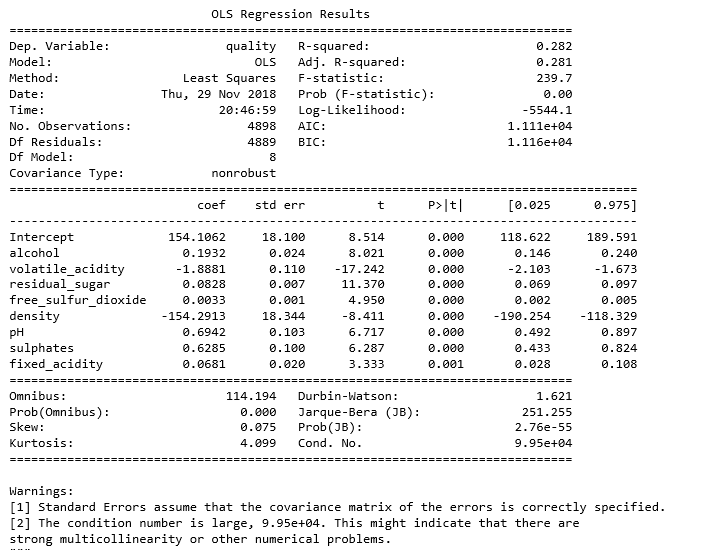 OLS Regression Results
==============================================================================
Dep. Variable:                quality   R-squared:                       0.282
Model:                            OLS   Adj. R-squared:                  0.281
Method:                 Least Squares   F-statistic:                     239.7
Date:                Thu, 29 Nov 2018   Prob (F-statistic):               0.00
Time:                        20:46:59   Log-Likelihood:                -5544.1
No. Observations:                4898   AIC:                         1.111e+04
Df Residuals:                    4889   BIC:                         1.116e+04
Df Model:                           8
Covariance Type:            nonrobust
=======================================================================================
                          coef    std err          t      P>|t|      [0.025      0.975]
---------------------------------------------------------------------------------------
Intercept             154.1062     18.100      8.514      0.000     118.622     189.591
alcohol                 0.1932      0.024      8.021      0.000       0.146       0.240
volatile_acidity       -1.8881      0.110    -17.242      0.000      -2.103      -1.673
residual_sugar          0.0828      0.007     11.370      0.000       0.069       0.097
free_sulfur_dioxide     0.0033      0.001      4.950      0.000       0.002       0.005
density              -154.2913     18.344     -8.411      0.000    -190.254    -118.329
pH                      0.6942      0.103      6.717      0.000       0.492       0.897
sulphates               0.6285      0.100      6.287      0.000       0.433       0.824
fixed_acidity           0.0681      0.020      3.333      0.001       0.028       0.108
==============================================================================
Omnibus:                      114.194   Durbin-Watson:                   1.621
Prob(Omnibus):                  0.000   Jarque-Bera (JB):              251.255
Skew:                           0.075   Prob(JB):                     2.76e-55
Kurtosis:                       4.099   Cond. No.                     9.95e+04
==============================================================================
Warnings:
[1] Standard Errors assume that the covariance matrix of the errors is correctly specified.
[2] The condition number is large, 9.95e+04. This might indicate that there are
strong multicollinearity or other numerical problems.
"""